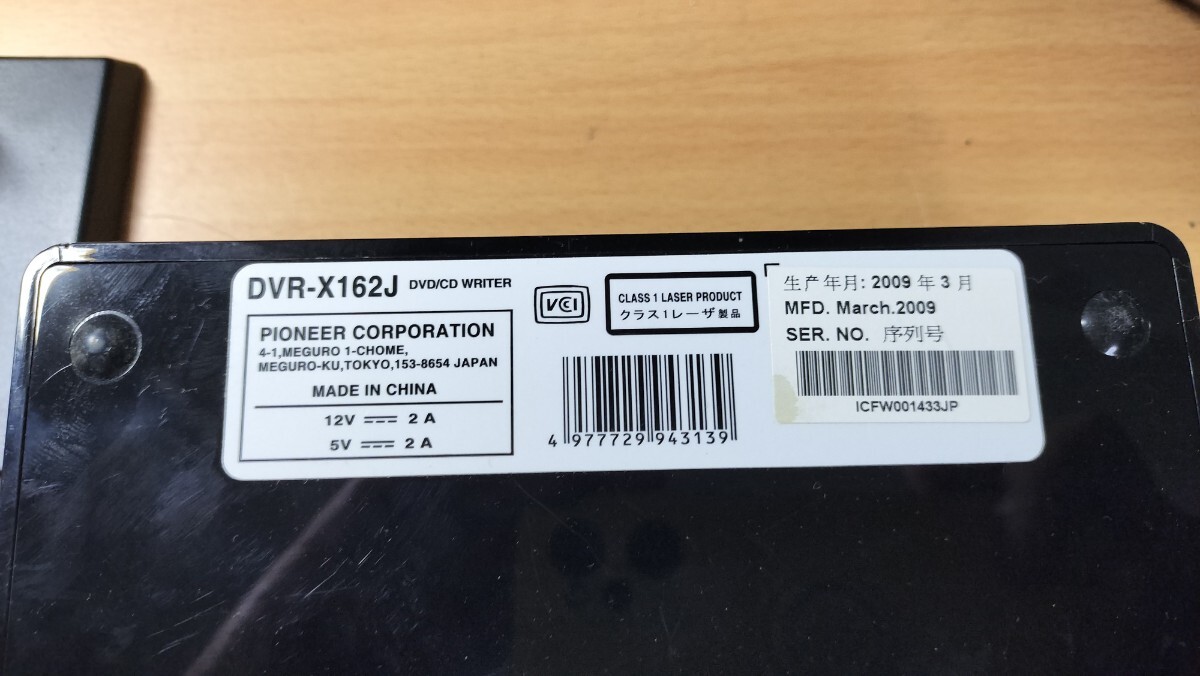 DVR-X162J DVD/CD WRITER
PIONEER CORPORATION
4-1,MEGURO 1-CHOME,
MEGURO-KU,TOKYO,153-8654 JAPAN
MADE IN CHINA
12V ⎓ 2 A
5V ⎓ 2 A
VCCI
CLASS 1 LASER PRODUCT
クラス1レーザ製品
4 977729 943139
生产年月: 2009 年 3 月
MFD. March.2009
SER. NO. 序列号
ICFW001433JP